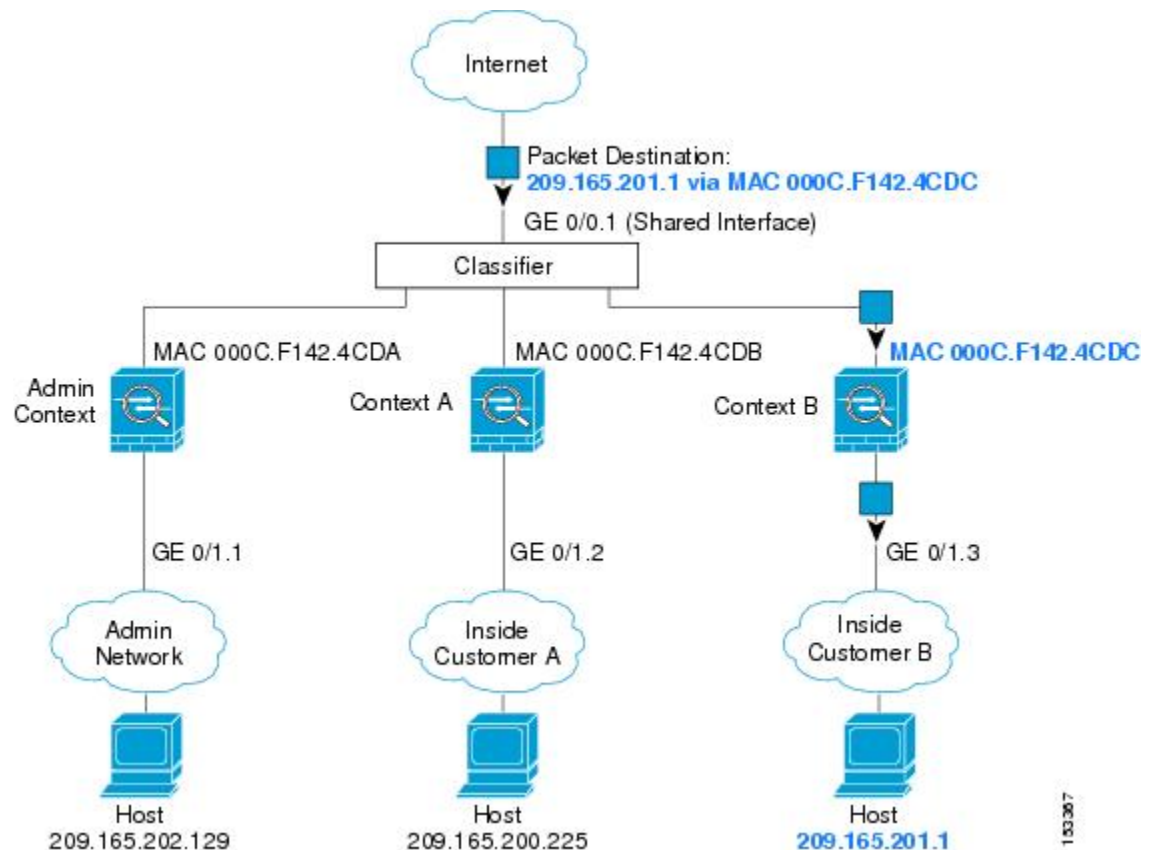 Internet
Packet Destination:
209.165.201.1 via MAC 000C.F142.4CDC
GE 0/0.1 (Shared Interface)
Classifier
MAC 000C.F142.4CDA
MAC 000C.F142.4CDB
MAC 000C.F142.4CDC
Admin
Context
Context A
Context B
GE 0/1.1
GE 0/1.2
GE 0/1.3
Admin
Network
Inside
Customer A
Inside
Customer B
Host
209.165.202.129
Host
209.165.200.225
Host
209.165.201.1
153367